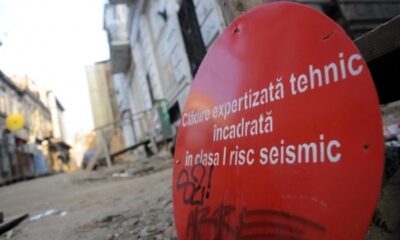 Clădire expertizată tehnic
încadrată
în clasa I risc seismic